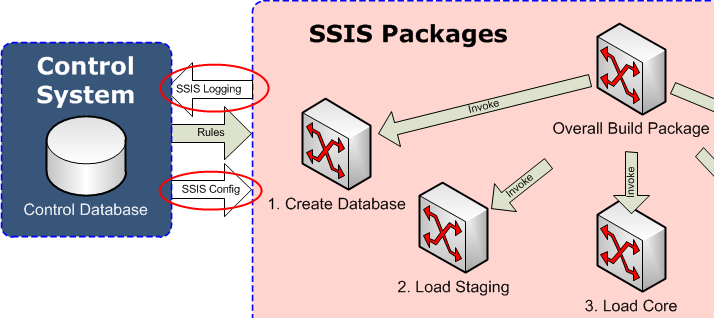 SSIS Packages
Control
System
SSIS Logging
Invoke
Overall Build Package
Rules
Invoke
Invoke
SSIS Config
1. Create Database
Control Database
2. Load Staging
3. Load Core